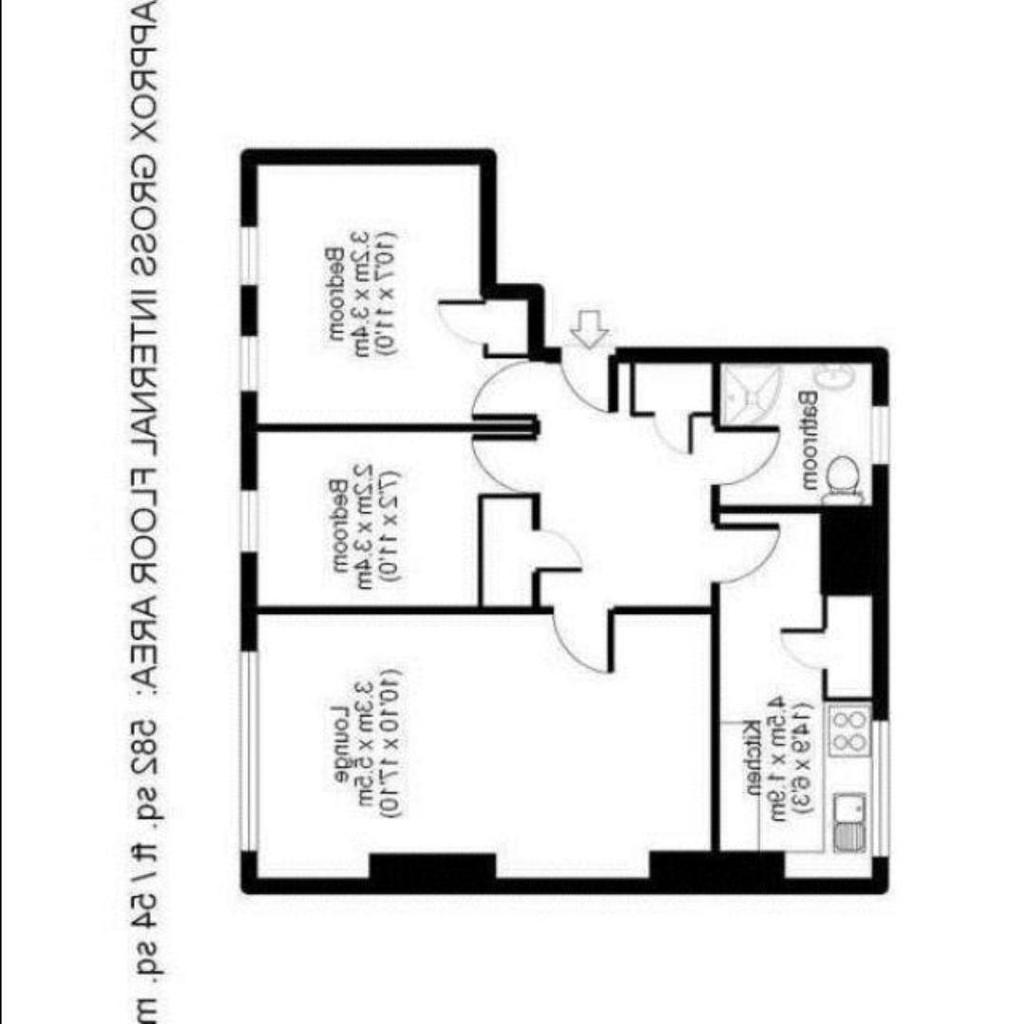 APPROX GROSS INTERNAL FLOOR AREA: 582 sq. ft / 54 sq. m
Bedroom
3.2m x 3.4m
(10'7 x 11'0)
Bedroom
2.2m x 3.4m
(7'2 x 11'0)
Lounge
3.3m x 5.5m
(10'10 x 17'10)
Bathroom
Kitchen
4.5m x 1.9m
(14'9 x 6'3)